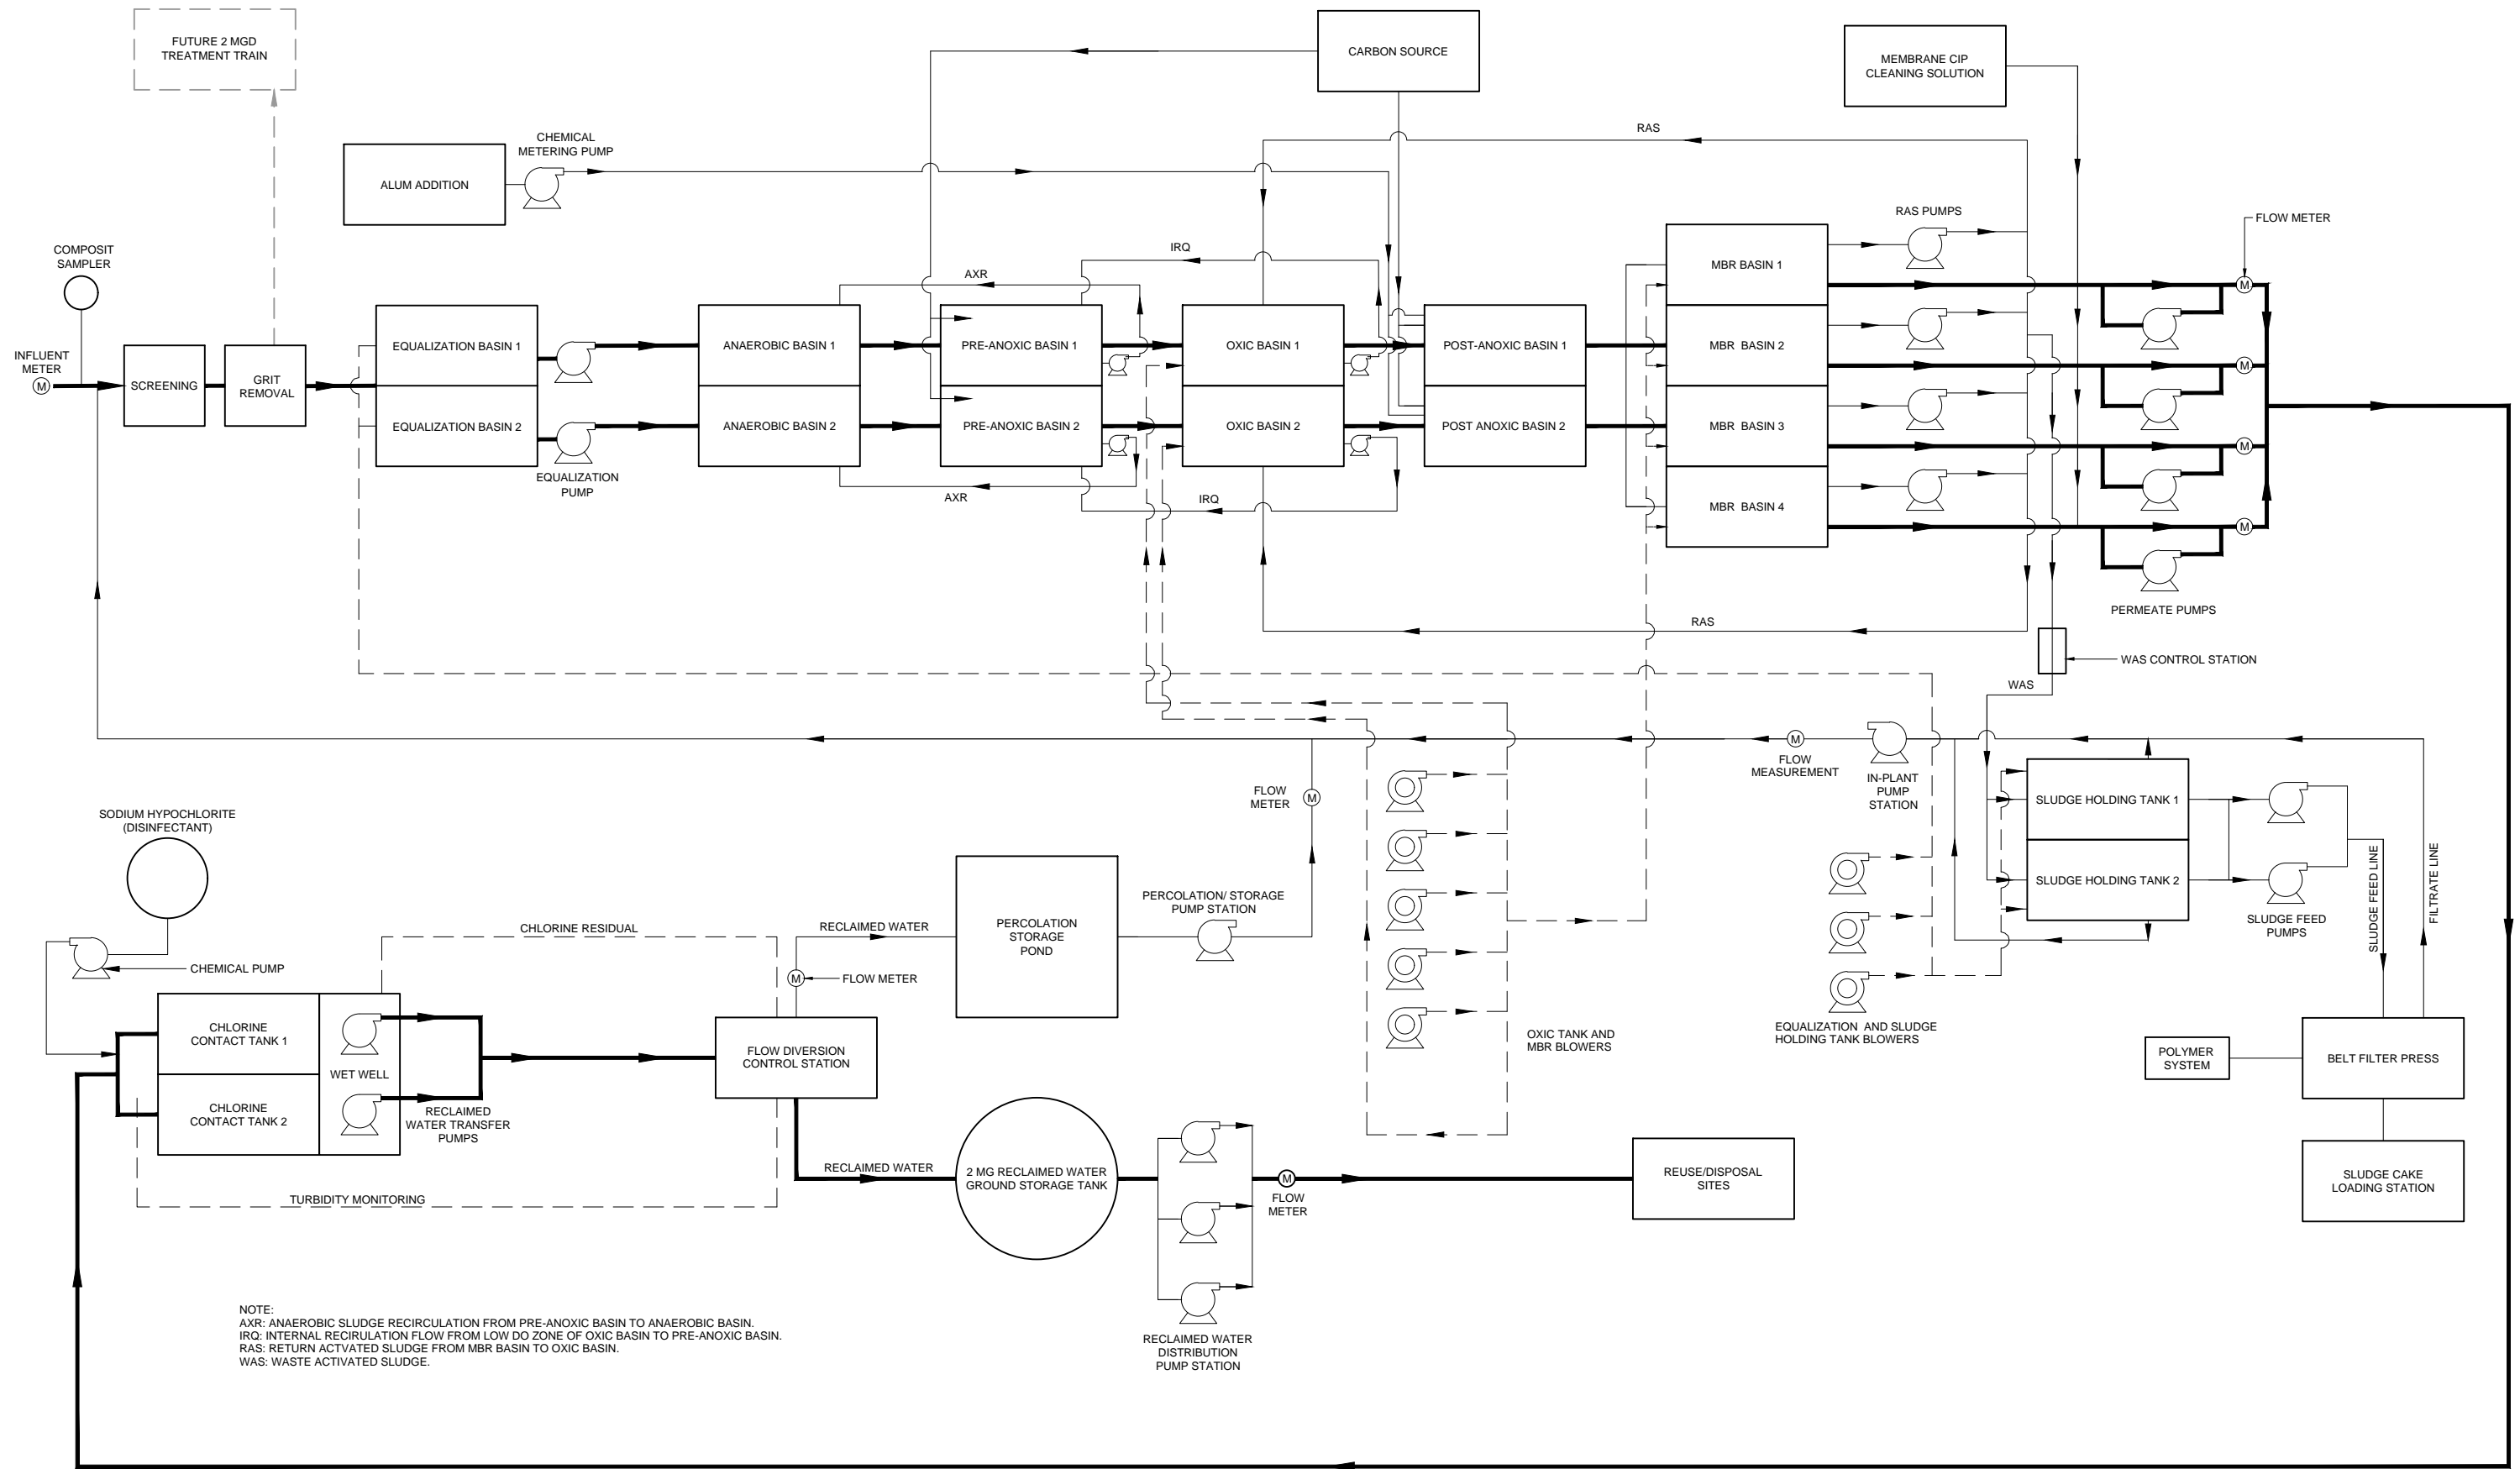 FUTURE 2 MGD
TREATMENT TRAIN
CARBON SOURCE
MEMBRANE CIP
CLEANING SOLUTION
CHEMICAL
METERING PUMP
ALUM ADDITION
RAS
RAS PUMPS
FLOW METER
COMPOSIT
SAMPLER
INFLUENT
METER
M
SCREENING
GRIT
REMOVAL
EQUALIZATION BASIN 1
EQUALIZATION BASIN 2
EQUALIZATION
PUMP
ANAEROBIC BASIN 1
ANAEROBIC BASIN 2
AXR
AXR
PRE-ANOXIC BASIN 1
PRE-ANOXIC BASIN 2
IRQ
IRQ
OXIC BASIN 1
OXIC BASIN 2
POST-ANOXIC BASIN 1
POST ANOXIC BASIN 2
MBR BASIN 1
MBR BASIN 2
MBR BASIN 3
MBR BASIN 4
M
M
M
M
PERMEATE PUMPS
RAS
WAS CONTROL STATION
WAS
M
FLOW
MEASUREMENT
IN-PLANT
PUMP
STATION
SLUDGE HOLDING TANK 1
SLUDGE HOLDING TANK 2
SLUDGE FEED
PUMPS
SLUDGE FEED LINE
FILTRATE LINE
FLOW
METER
M
SODIUM HYPOCHLORITE
(DISINFECTANT)
CHEMICAL PUMP
CHLORINE RESIDUAL
RECLAIMED WATER
M
FLOW METER
PERCOLATION
STORAGE
POND
PERCOLATION/ STORAGE
PUMP STATION
OXIC TANK AND
MBR BLOWERS
EQUALIZATION AND SLUDGE
HOLDING TANK BLOWERS
POLYMER
SYSTEM
BELT FILTER PRESS
SLUDGE CAKE
LOADING STATION
CHLORINE
CONTACT TANK 1
CHLORINE
CONTACT TANK 2
WET WELL
RECLAIMED
WATER TRANSFER
PUMPS
FLOW DIVERSION
CONTROL STATION
TURBIDITY MONITORING
RECLAIMED WATER
2 MG RECLAIMED WATER
GROUND STORAGE TANK
M
FLOW
METER
REUSE/DISPOSAL
SITES
RECLAIMED WATER
DISTRIBUTION
PUMP STATION
NOTE:
AXR: ANAEROBIC SLUDGE RECIRCULATION FROM PRE-ANOXIC BASIN TO ANAEROBIC BASIN.
IRQ: INTERNAL RECIRULATION FLOW FROM LOW DO ZONE OF OXIC BASIN TO PRE-ANOXIC BASIN.
RAS: RETURN ACTVATED SLUDGE FROM MBR BASIN TO OXIC BASIN.
WAS: WASTE ACTIVATED SLUDGE.